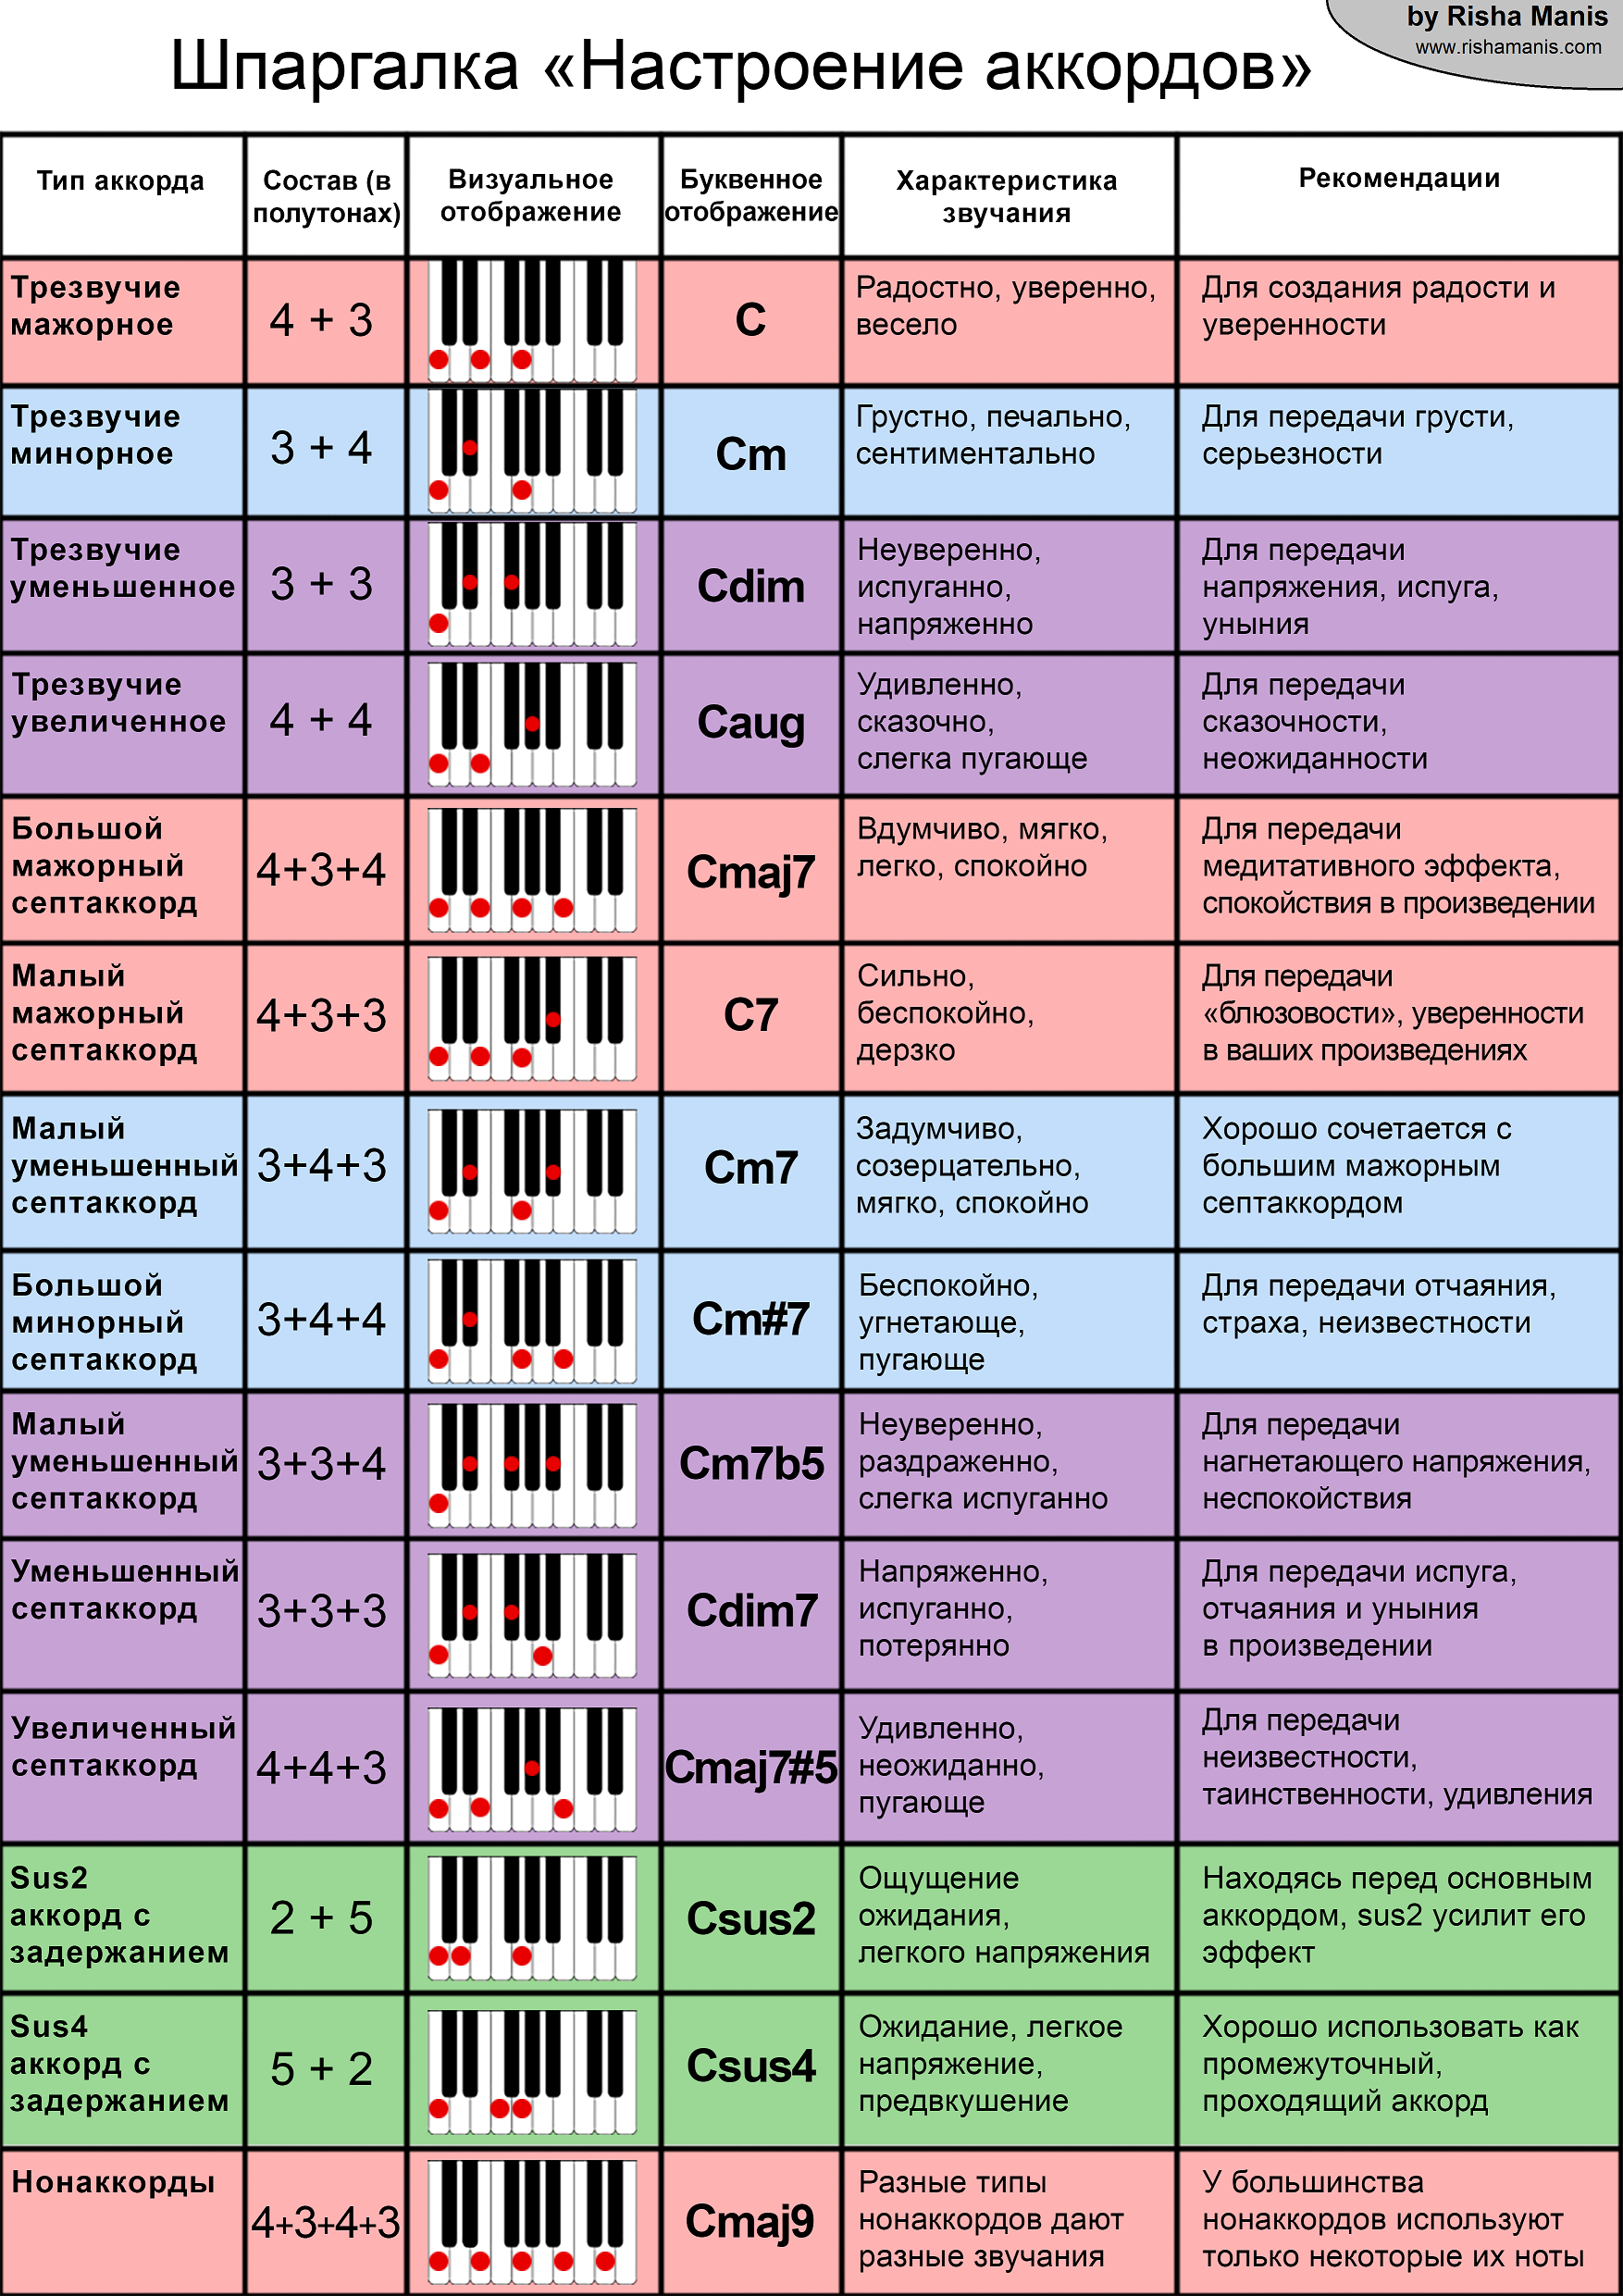 by Risha Manis
www.rishamanis.com
Шпаргалка «Настроение аккордов»
Тип аккорда
Состав (в
полутонах)
Визуальное
отображение
Буквенное
отображение
Характеристика
звучания
Рекомендации
Трезвучие
мажорное
4 + 3
C
Радостно, уверенно,
весело
Для создания радости и
уверенности
Трезвучие
минорное
3 + 4
Cm
Грустно, печально,
сентиментально
Для передачи грусти,
серьезности
Трезвучие
уменьшенное
3 + 3
Cdim
Неуверенно,
испуганно,
напряженно
Для передачи
напряжения, испуга,
уныния
Трезвучие
увеличенное
4 + 4
Caug
Удивленно,
сказочно,
слегка пугающе
Для передачи
сказочности,
неожиданности
Большой
мажорный
септаккорд
4+3+4
Cmaj7
Вдумчиво, мягко,
легко, спокойно
Для передачи
медитативного эффекта,
спокойствия в произведении
Малый
мажорный
септаккорд
4+3+3
C7
Сильно,
беспокойно,
дерзко
Для передачи
«блюзовости», уверенности
в ваших произведениях
Малый
уменьшенный
септаккорд
3+4+3
Cm7
Задумчиво,
созерцательно,
мягко, спокойно
Хорошо сочетается с
большим мажорным
септаккордом
Большой
минорный
септаккорд
3+4+4
Cm#7
Беспокойно,
угнетающе,
пугающе
Для передачи отчаяния,
страха, неизвестности
Малый
уменьшенный
септаккорд
3+3+4
Cm7b5
Неуверенно,
раздраженно,
слегка испуганно
Для передачи
нагнетающего напряжения,
неспокойствия
Уменьшенный
септаккорд
3+3+3
Cdim7
Напряженно,
испуганно,
потерянно
Для передачи испуга,
отчаяния и уныния
в произведении
Увеличенный
септаккорд
4+4+3
Cmaj7#5
Удивленно,
неожиданно,
пугающе
Для передачи
неизвестности,
таинственности, удивления
Sus2
аккорд с
задержанием
2 + 5
Csus2
Ощущение
ожидания,
легкого напряжения
Находясь перед основным
аккордом, sus2 усилит его
эффект
Sus4
аккорд с
задержанием
5 + 2
Csus4
Ожидание, легкое
напряжение,
предвкушение
Хорошо использовать как
промежуточный,
проходящий аккорд
Нонаккорды
4+3+4+3
Cmaj9
Разные типы
нонаккордов дают
разные звучания
У большинства
нонаккордов используют
только некоторые их ноты